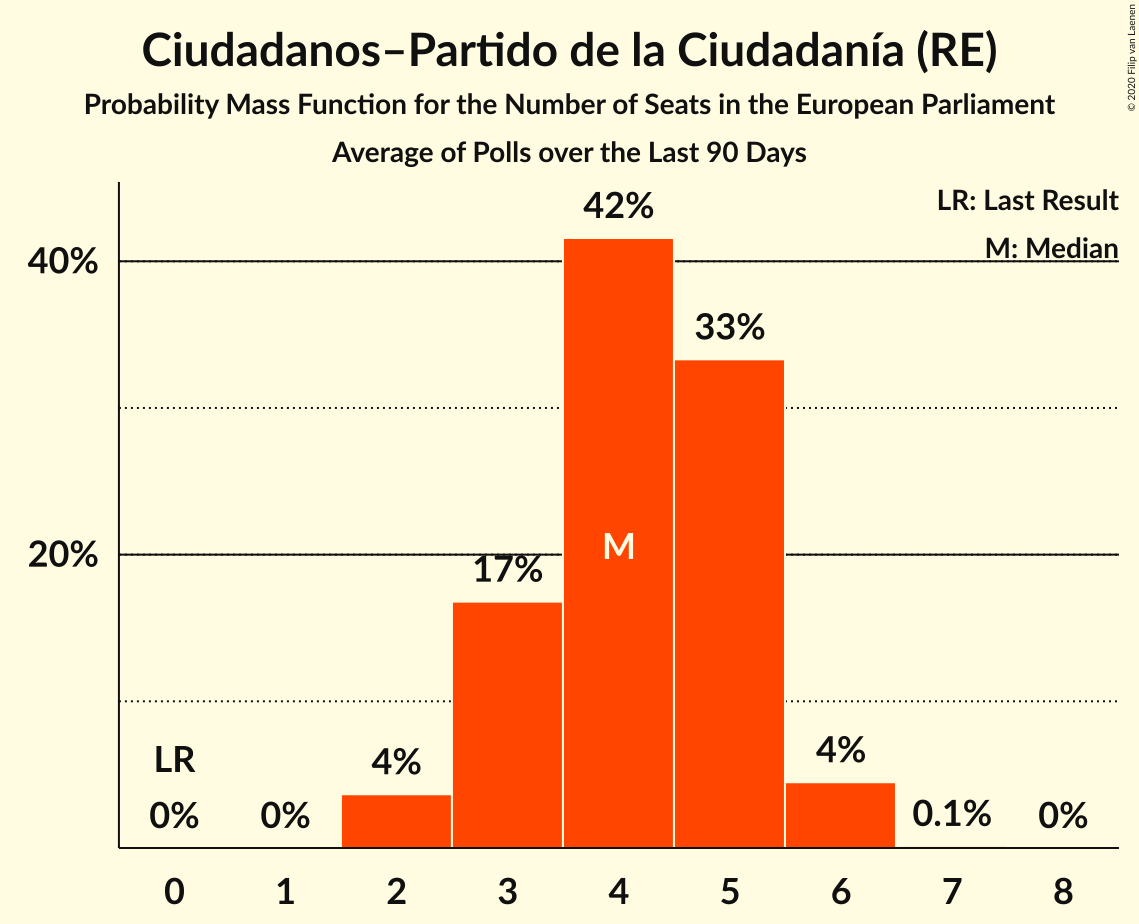 Ciudadanos–Partido de la Ciudadanía (RE)
Probability Mass Function for the Number of Seats in the European Parliament
Average of Polls over the Last 90 Days
© 2020 Filip van Laenen
LR: Last Result
M: Median
42%
40%
33%
M
20%
17%
LR
0%
0%
4%
4%
0.1%
0%
0 1 2 3 4 5 6 7 8